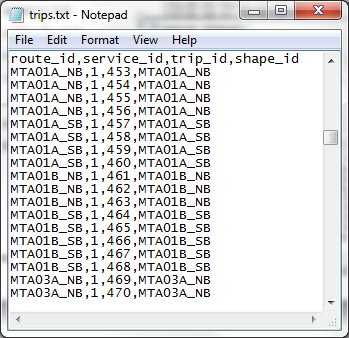 trips.txt - Notepad
File Edit Format View Help
route_id,service_id,trip_id,shape_id
MTA01A_NB,1,453,MTA01A_NB
MTA01A_NB,1,454,MTA01A_NB
MTA01A_NB,1,455,MTA01A_NB
MTA01A_NB,1,456,MTA01A_NB
MTA01A_SB,1,457,MTA01A_SB
MTA01A_SB,1,458,MTA01A_SB
MTA01A_SB,1,459,MTA01A_SB
MTA01A_SB,1,460,MTA01A_SB
MTA01B_NB,1,461,MTA01B_NB
MTA01B_NB,1,462,MTA01B_NB
MTA01B_NB,1,463,MTA01B_NB
MTA01B_SB,1,464,MTA01B_SB
MTA01B_SB,1,465,MTA01B_SB
MTA01B_SB,1,466,MTA01B_SB
MTA01B_SB,1,467,MTA01B_SB
MTA01B_SB,1,468,MTA01B_SB
MTA03A_NB,1,469,MTA03A_NB
MTA03A_NB,1,470,MTA03A_NB